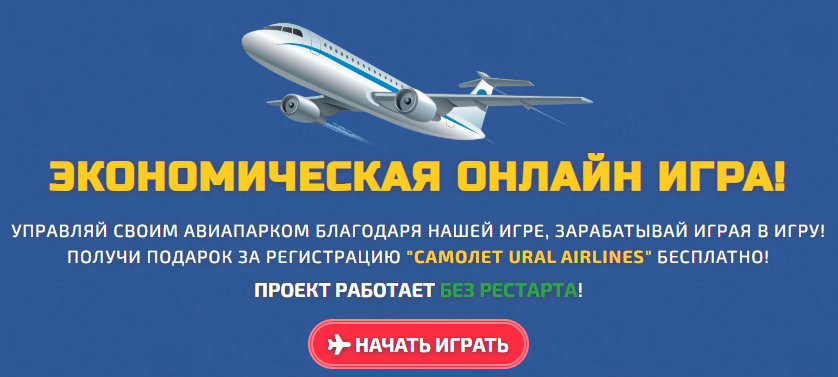 ЭКОНОМИЧЕСКАЯ ОНЛАЙН ИГРА!
УПРАВЛЯЙ СВОИМ АВИАПАРКОМ БЛАГОДАРЯ НАШЕЙ ИГРЕ, ЗАРАБАТЫВАЙ ИГРАЯ В ИГРУ!
ПОЛУЧИ ПОДАРОК ЗА РЕГИСТРАЦИЮ "САМОЛЕТ URAL AIRLINES" БЕСПЛАТНО!
ПРОЕКТ РАБОТАЕТ БЕЗ РЕСТАРТА!
НАЧАТЬ ИГРАТЬ